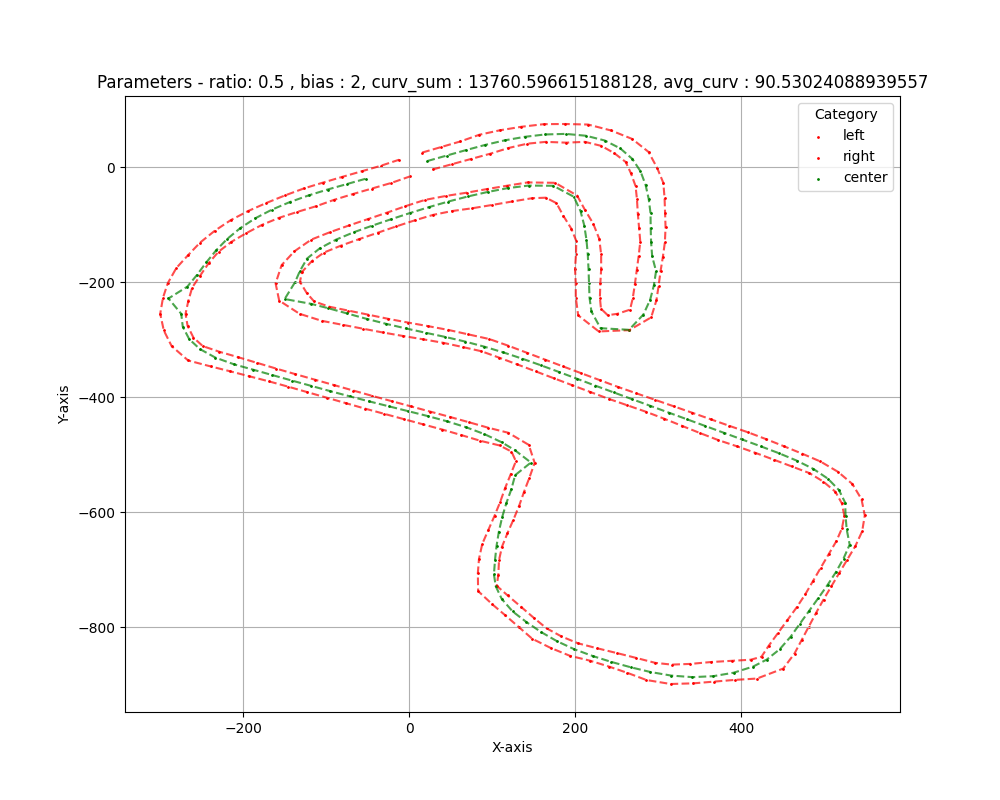 Parameters - ratio: 0.5 , bias : 2, curv_sum : 13760.596615188128, avg_curv : 90.53024088939557
Category
left
right
center
0
−200
−400
−600
−800
Y-axis
−200
0
200
400
X-axis